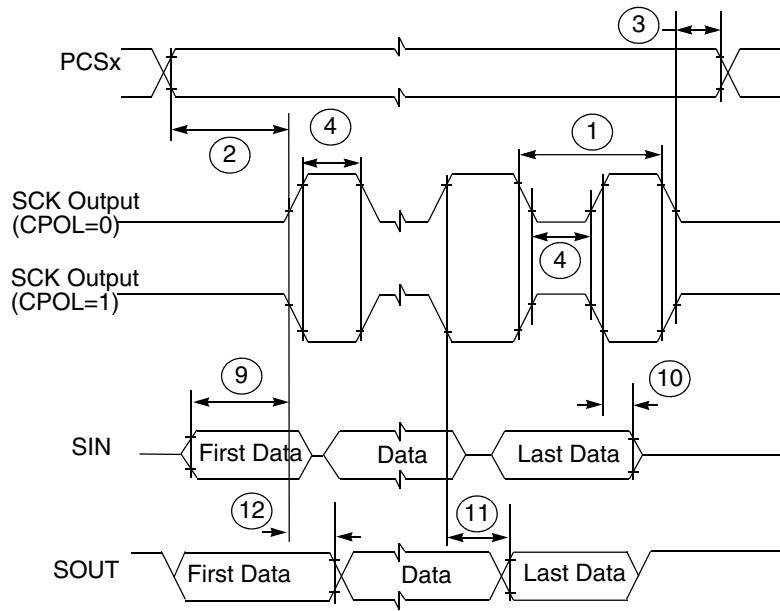 3
PCSx
2
4
1
SCK Output
(CPOL=0)
4
SCK Output
(CPOL=1)
9
10
SIN
First Data
Data
Last Data
12
11
SOUT
First Data
Data
Last Data